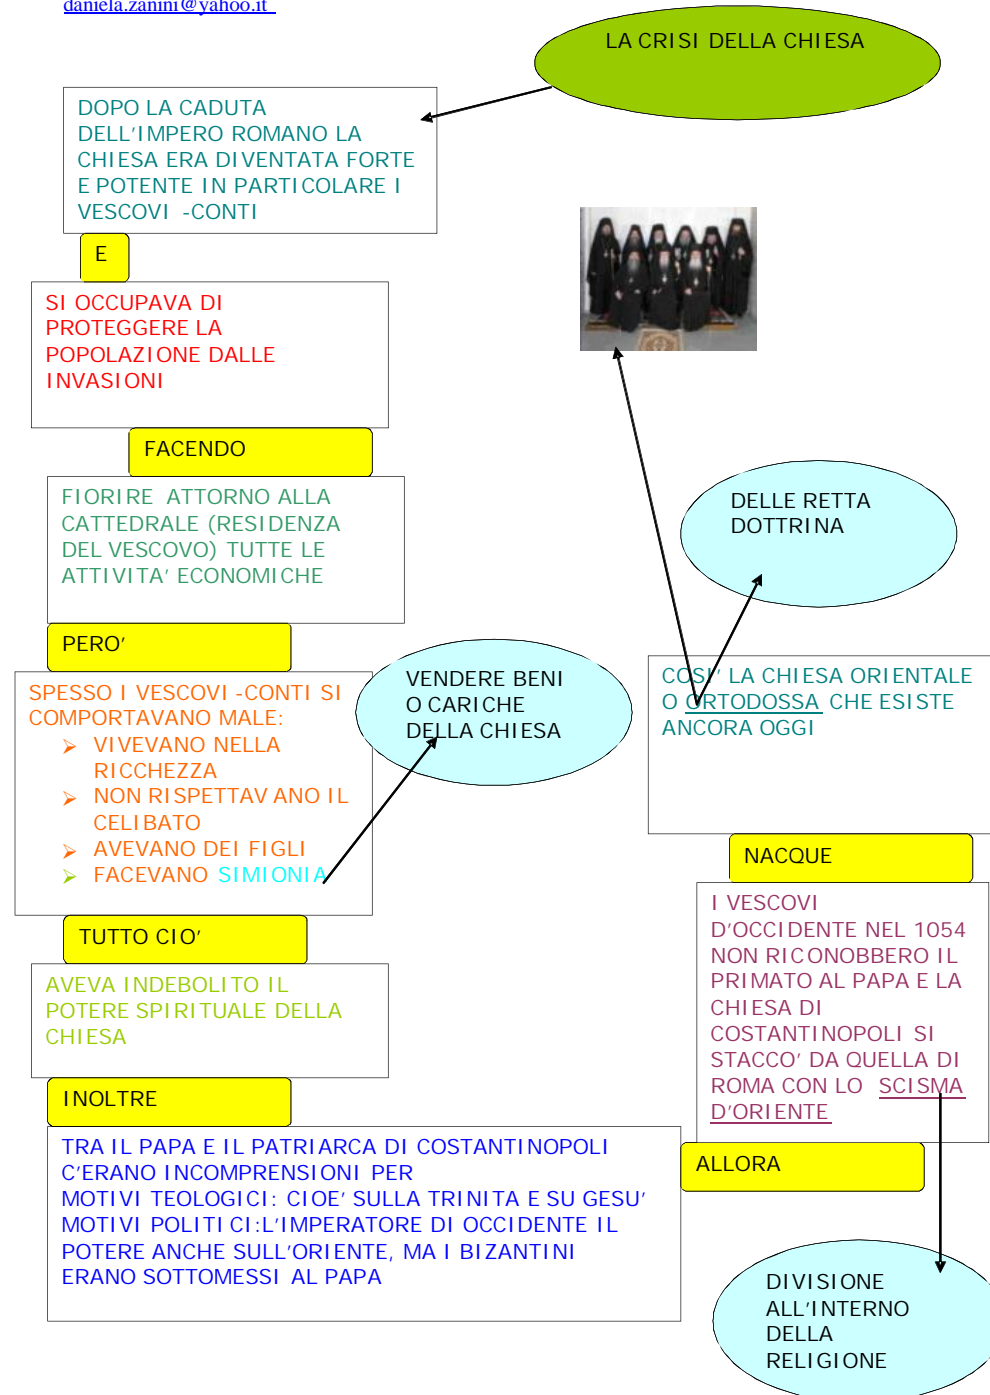 daniela.zanini@yahoo.it
LA CRISI DELLA CHIESA
DOPO LA CADUTA
DELL'IMPERO ROMANO LA
CHIESA ERA DIVENTATA FORTE
E POTENTE IN PARTICOLARE I
VESCOVI -CONTI
E
SI OCCUPAVA DI
PROTEGGERE LA
POPOLAZIONE DALLE
INVASIONI
FACENDO
FIORIRE ATTORNO ALLA
CATTEDRALE (RESIDENZA
DEL VESCOVO) TUTTE LE
ATTIVITA' ECONOMICHE
PERO'
SPESSO I VESCOVI -CONTI SI
COMPORTAVANO MALE:
VIVEVANO NELLA
RICCHEZZA
NON RISPETTAVANO IL
CELIBATO
AVEVANO DEI FIGLI
FACEVANO SIMIONIA
VENDERE BENI
O CARICHE
DELLA CHIESA
TUTTO CIO'
AVEVA INDEBOLITO IL
POTERE SPIRITUALE DELLA
CHIESA
INOLTRE
TRA IL PAPA E IL PATRIARCA DI COSTANTINOPOLI
C'ERANO INCOMPRENSIONI PER
MOTIVI TEOLOGICI: CIOE' SULLA TRINITA E SU GESU'
MOTIVI POLITICI:L'IMPERATORE DI OCCIDENTE IL
POTERE ANCHE SULL'ORIENTE, MA I BIZANTINI
ERANO SOTTOMESSI AL PAPA
ALLORA
I VESCOVI
D'OCCIDENTE NEL 1054
NON RICONOBBERO IL
PRIMATO AL PAPA E LA
CHIESA DI
COSTANTINOPOLI SI
STACCO' DA QUELLA DI
ROMA CON LO SCISMA
D'ORIENTE
DIVISIONE
ALL'INTERNO
DELLA
RELIGIONE
NACQUE
COSI' LA CHIESA ORIENTALE
O ORTODOSSA CHE ESISTE
ANCORA OGGI
DELLE RETTA
DOTTRINA